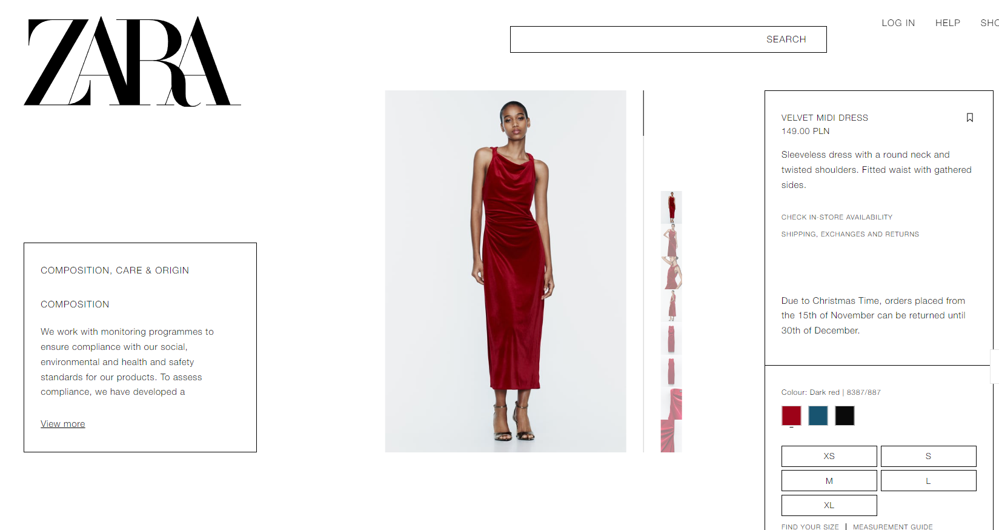 ZARA
SEARCH
LOG IN
HELP
COMPOSITION, CARE & ORIGIN
COMPOSITION
We work with monitoring programmes to
ensure compliance with our social,
environmental and health and safety
standards for our products. To assess
compliance, we have developed a
View more
VELVET MIDI DRESS
149.00 PLN
Sleeveless dress with a round neck and
twisted shoulders. Fitted waist with gathered
sides.
CHECK IN-STORE AVAILABILITY
SHIPPING, EXCHANGES AND RETURNS
Due to Christmas Time, orders placed from
the 15th of November can be returned until
30th of December.
Colour: Dark red | 8387/887
XS
S
M
L
XL
FIND YOUR SIZE | MEASUREMENT GUIDE